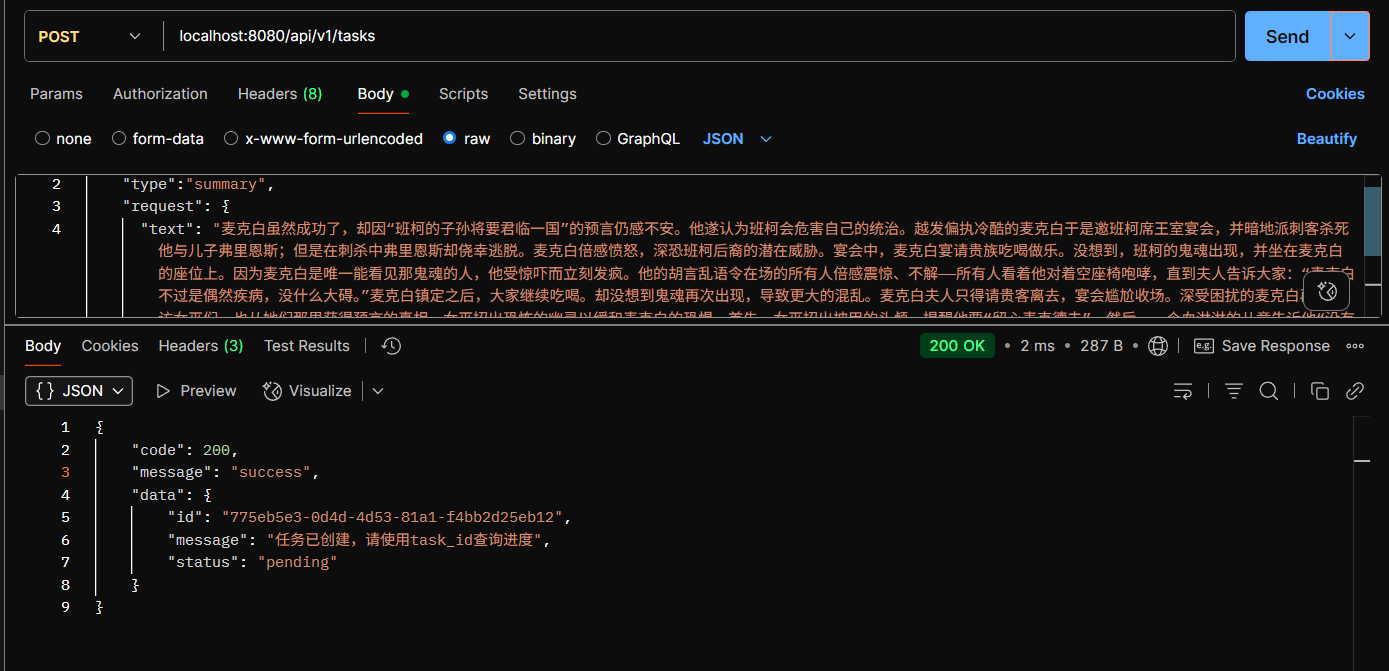 POST
localhost:8080/api/v1/tasks
Send
Params Authorization Headers (8) Body Scripts Settings Cookies
none form-data x-www-form-urlencoded raw binary GraphQL JSON Beautify
2 "type":"summary",
3 "request": {
4 "text": "麦克白虽然成功了，却因“班柯的子孙将要君临一国”的预言仍感不安。他遂认为班柯会危害自己的统治。越发偏执冷酷的麦克白于是邀班柯席王室宴会，并暗地派刺客杀死
他与儿子弗里恩斯；但是在刺杀中弗里恩斯却侥幸逃脱。麦克白倍感愤怒，深恐班柯后裔的潜在威胁。宴会中，麦克白宴请贵族吃喝做乐。没想到，班柯的鬼魂出现，并坐在麦克白
的座位上。因为麦克白是唯一能看见那鬼魂的人，他受惊吓而立刻发疯。他的胡言乱语令在场的所有人倍感震惊、不解——所有人看着他对着空座椅咆哮，直到夫人告诉大家：“麦克白
不过是偶然疾病，没什么大碍。”麦克白镇定之后，大家继续吃喝。却没想到鬼魂再次出现，导致更大的混乱。麦克白夫人只得请贵客离去，宴会尴尬收场。深受困扰的麦克白
Body Cookies Headers (3) Test Results 200 OK • 2 ms • 287 B • e.g. Save Response
{} JSON Preview Visualize
1 {
2 "code": 200,
3 "message": "success",
4 "data": {
5 "id": "775eb5e3-0d4d-4d53-81a1-f4bb2d25eb12",
6 "message": "任务已创建，请使用task_id查询进度",
7 "status": "pending"
8 }
9 }